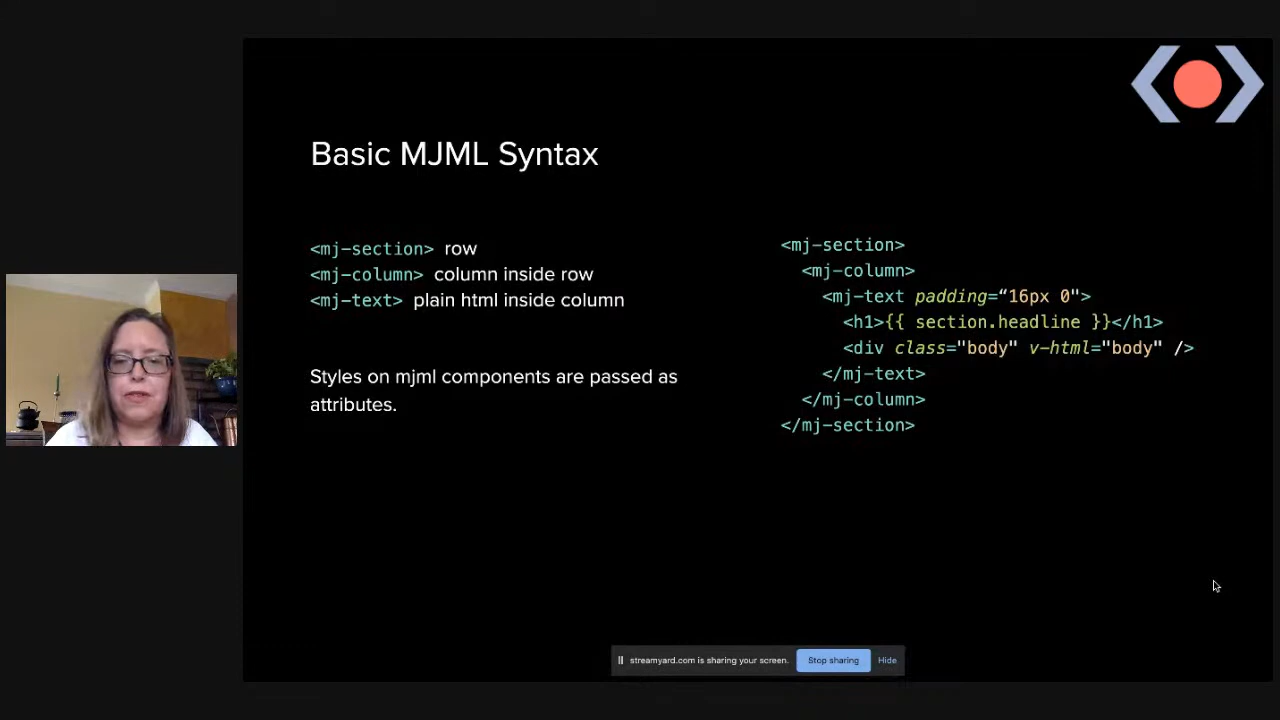 Basic MJML Syntax
<mj-section> row
<mj-column> column inside row
<mj-text> plain html inside column
Styles on mjml components are passed as
attributes.
<mj-section>
<mj-column>
<mj-text padding=“16px 0">
<h1>{{ section.headline }}</h1>
<div class="body" v-html="body" />
</mj-text>
</mj-column>
</mj-section>
streamyard.com is sharing your screen. Stop sharing Hide